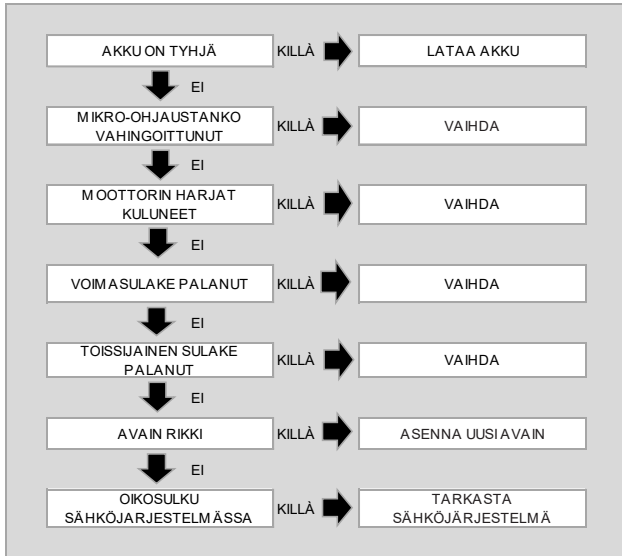 AKKU ON TYHJÄ KILLÀ LATAA AKKU
EI
MIKRO-OHJAUSTANKO
VAHINGOITTUNUT KILLÀ VAIHDA
EI
MOOTTORIN HARJAT
KULUNEET KILLÀ VAIHDA
EI
VOIMASULAKE PALANUT KILLÀ VAIHDA
EI
TOISSIJAINEN SULAKE
PALANUT KILLÀ VAIHDA
EI
AVAIN RIKKI KILLÀ ASENNA UUSI AVAIN
EI
OIKOSULKU
SÄHKÖJARJESTELMÄSSA KILLÀ TARKASTA
SÄHKÖJÄRJESTELMÄ